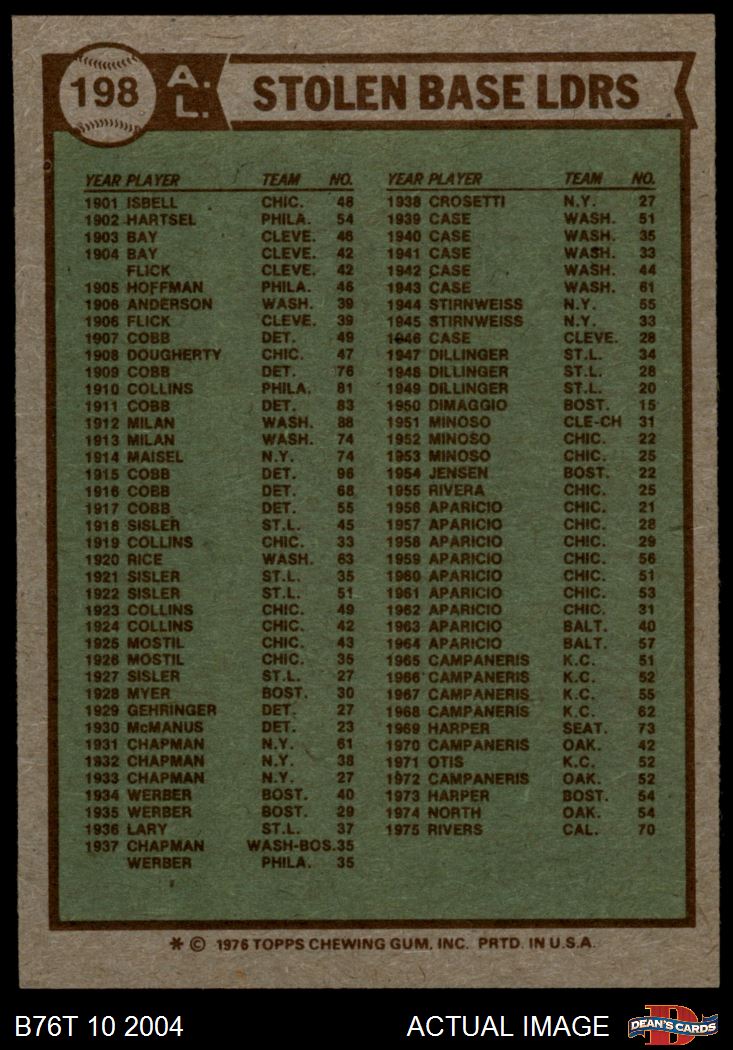 198
A.
L.
STOLEN BASE LDRS
YEAR PLAYER TEAM NO.
1901 ISBELL CHIC. 48
1902 HARTSEL PHILA. 54
1903 BAY CLEVE. 46
1904 BAY CLEVE. 42
FLICK CLEVE. 42
1905 HOFFMAN PHILA. 46
1906 ANDERSON WASH. 39
1906 FLICK CLEVE. 39
1907 COBB DET. 49
1908 DOUGHERTY CHIC. 47
1909 COBB DET. 76
1910 COLLINS PHILA. 81
1911 COBB DET. 83
1912 MILAN WASH. 88
1913 MILAN WASH. 74
1914 MAISEL N.Y. 74
1915 COBB DET. 96
1916 COBB DET. 68
1917 COBB DET. 55
1918 SISLER ST.L. 45
1919 COLLINS CHIC. 33
1920 RICE WASH. 63
1921 SISLER ST.L. 35
1922 SISLER ST.L. 51
1923 COLLINS CHIC. 49
1924 COLLINS CHIC. 42
1925 MOSTIL CHIC. 43
1926 MOSTIL CHIC. 35
1927 SISLER ST.L. 27
1928 MYER BOST. 30
1929 GEHRINGER DET. 27
1930 McMANUS DET. 23
1931 CHAPMAN N.Y. 61
1932 CHAPMAN N.Y. 38
1933 CHAPMAN N.Y. 27
1934 WERBER BOST. 40
1935 WERBER BOST. 29
1936 LARY ST.L. 37
1937 CHAPMAN WASH-BOS.35
WERBER PHILA. 35
YEAR PLAYER TEAM NO.
1938 CROSETTI N.Y. 27
1939 CASE WASH. 51
1940 CASE WASH. 35
1941 CASE WASH. 33
1942 CASE WASH. 44
1943 CASE WASH. 61
1944 STIRNWEISS N.Y. 55
1945 STIRNWEISS N.Y. 33
1946 CASE CLEVE. 28
1947 DILLINGER ST.L. 34
1948 DILLINGER ST.L. 28
1949 DILLINGER ST.L. 20
1950 DIMAGGIO BOST. 15
1951 MINOSO CLE-CH 31
1952 MINOSO CHIC. 22
1953 MINOSO CHIC. 25
1954 JENSEN BOST. 22
1955 RIVERA CHIC. 25
1956 APARICIO CHIC. 21
1957 APARICIO CHIC. 28
1958 APARICIO CHIC. 29
1959 APARICIO CHIC. 56
1960 APARICIO CHIC. 51
1961 APARICIO CHIC. 53
1962 APARICIO CHIC. 31
1963 APARICIO BALT. 40
1964 APARICIO BALT. 57
1965 CAMPANERIS K.C. 51
1966 CAMPANERIS K.C. 52
1967 CAMPANERIS K.C. 55
1968 CAMPANERIS K.C. 62
1969 HARPER SEAT. 73
1970 CAMPANERIS OAK. 42
1971 OTIS K.C. 52
1972 CAMPANERIS OAK. 52
1973 HARPER BOST. 54
1974 NORTH OAK. 54
1975 RIVERS CAL. 70
* © 1976 TOPPS CHEWING GUM, INC. PRTD. IN U.S.A.
B76T 10 2004
ACTUAL IMAGE
D
DEAN'S CARDS